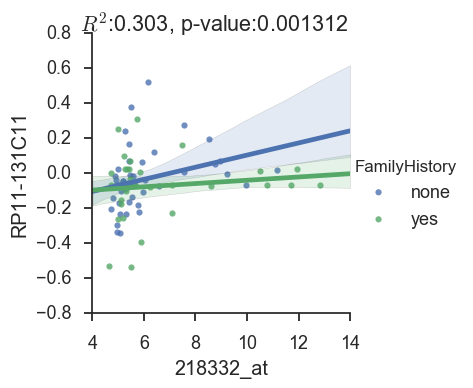 R²:0.303, p-value:0.001312
0.8
0.6
0.4
0.2
0.0
−0.2
−0.4
−0.6
−0.8
RP11-131C11
4 6 8 10 12 14
218332_at
FamilyHistory
none
yes